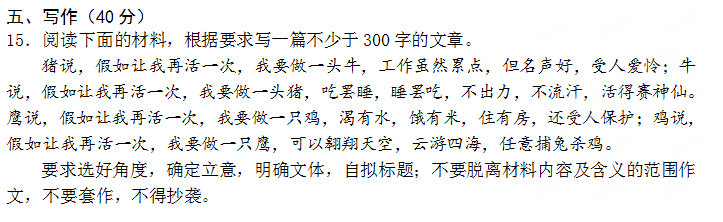 五、写作（40 分）
15．阅读下面的材料，根据要求写一篇不少于 300 字的文章。
猪说，假如让我再活一次，我要做一头牛，工作虽然累点，但名声好，受人爱怜；牛
说，假如让我再活一次，我要做一头猪，吃罢睡，睡罢吃，不出力，不流汗，活得赛神仙。
鹰说，假如让我再活一次，我要做一只鸡，渴有水，饿有米，住有房，还受人保护；鸡说，
假如让我再活一次，我要做一只鹰，可以翱翔天空，云游四海，任意捕兔杀鸡。
要求选好角度，确定立意，明确文体，自拟标题；不要脱离材料内容及含义的范围作
文，不要套作，不得抄袭。